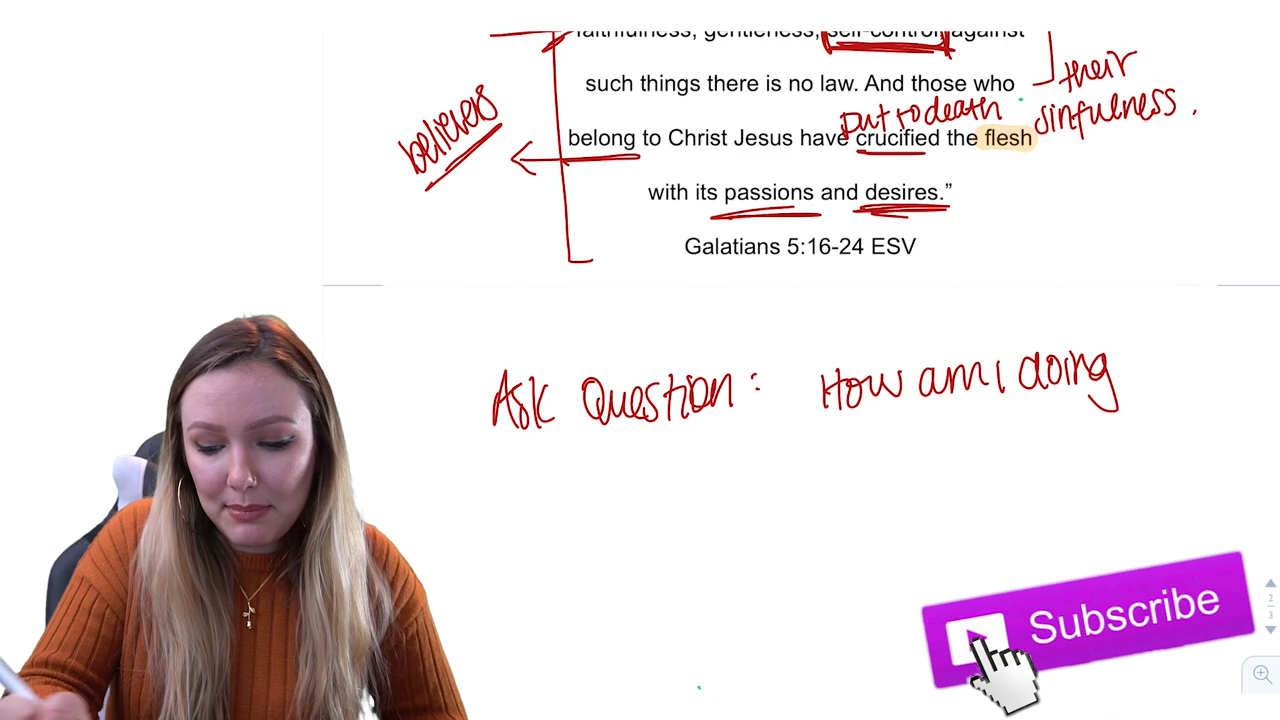 faithfulness, gentleness, self-control; against
such things there is no law. And those who
their
sinfulness.
put to death
believers
belong to Christ Jesus have crucified the flesh
with its passions and desires.”
Galatians 5:16-24 ESV
Ask Question: How am I doing
Subscribe
2
3